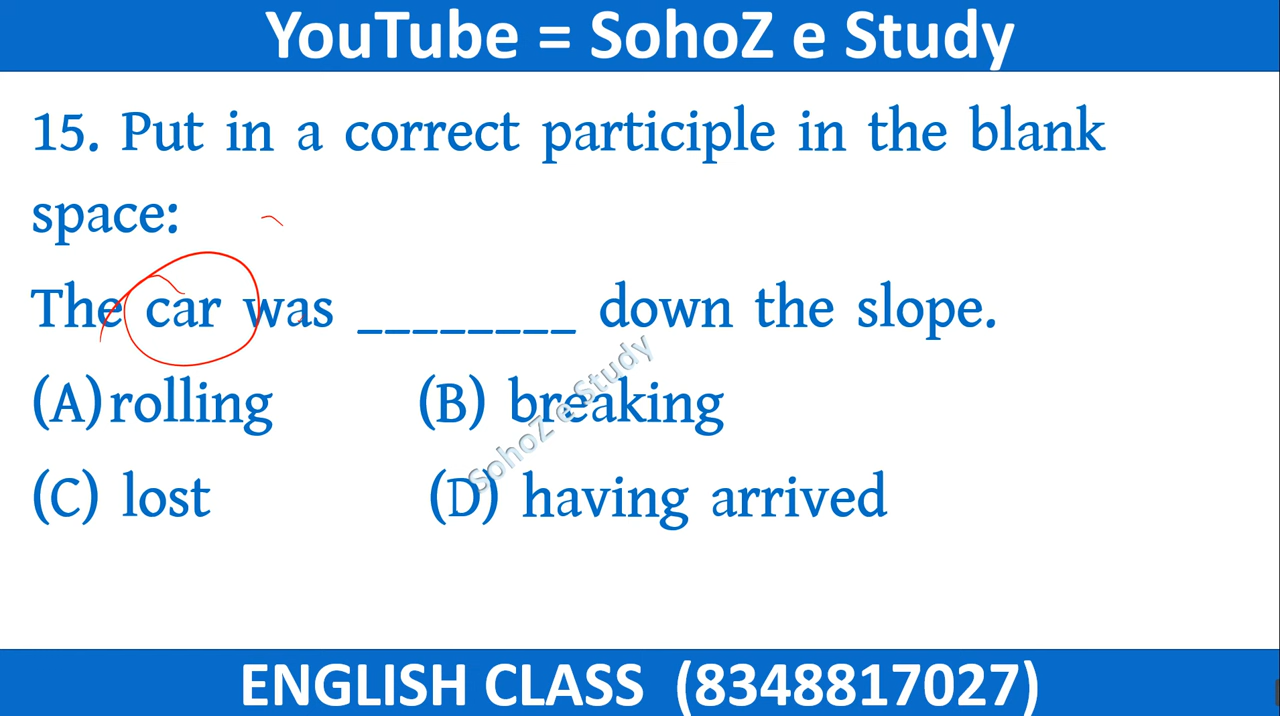 YouTube = SohoZ e Study
15. Put in a correct participle in the blank
space:
The car was ________ down the slope.
(A) rolling (B) breaking
(C) lost (D) having arrived
SohoZ e Study
ENGLISH CLASS (8348817027)